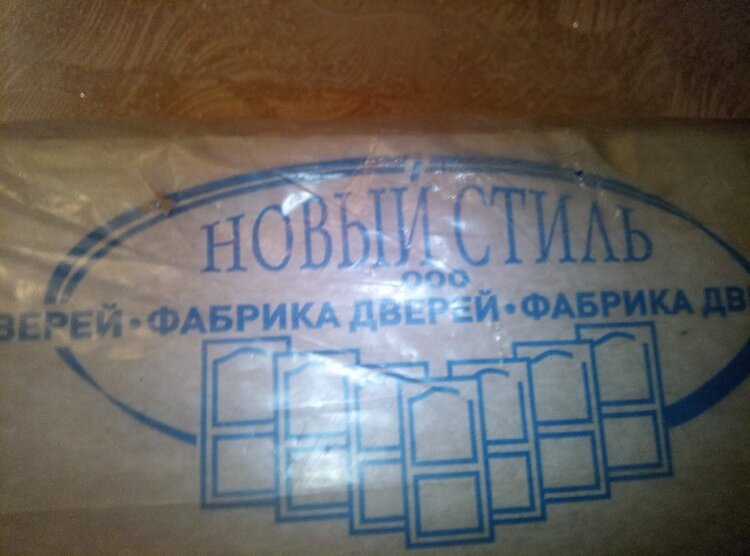 НОВЫЙ СТИЛЬ
ООО
ВЕРЕЙ • ФАБРИКА ДВЕРЕЙ • ФАБРИКА ДВ